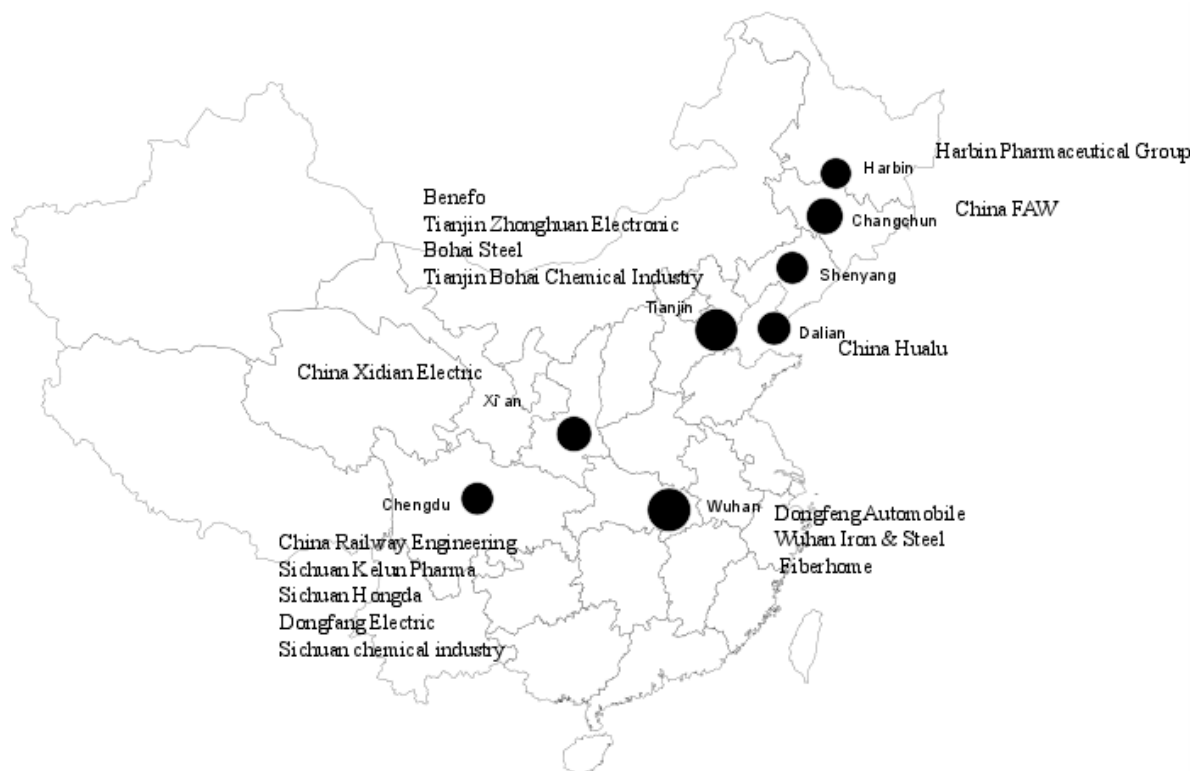 Harbin Pharmaceutical Group
Harbin
Benefo
Tianjin Zhonghuan Electronic
Bohai Steel
Tianjin Bohai Chemical Industry
China FAW
Changchun
Shenyang
Tianjin
Dalian
China Hualu
China Xidian Electric
Xi'an
Chengdu
Wuhan
Dongfeng Automobile
Wuhan Iron & Steel
Fiberhome
China Railway Engineering
Sichuan Kelun Pharma
Sichuan Hongda
Dongfang Electric
Sichuan chemical industry